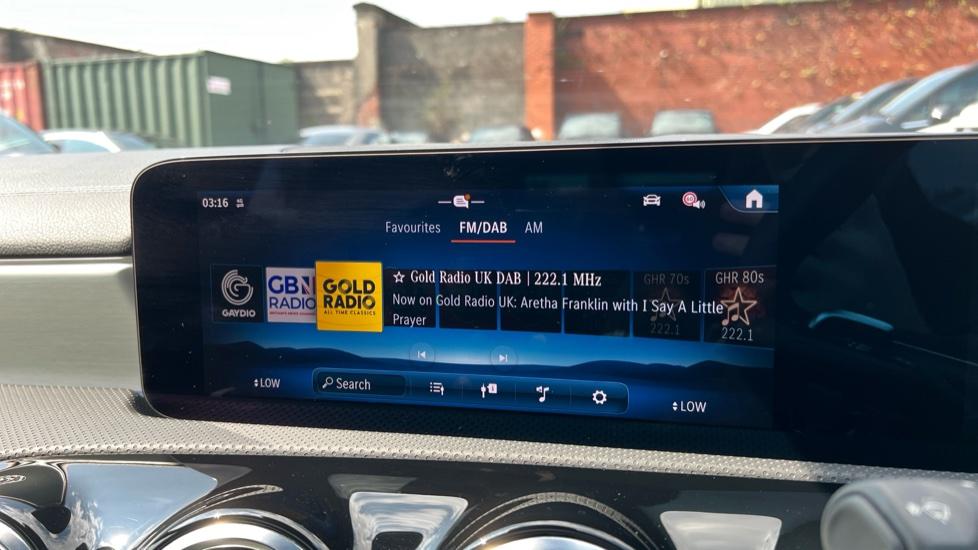 03:16
Favourites FM/DAB AM
GAYDIO
GBN
RADIO
GOLD
RADIO
ALL TIME CLASSICS
☆ Gold Radio UK DAB | 222.1 MHz
Now on Gold Radio UK: Aretha Franklin with I Say A Little
Prayer
GHR 70s
222.1
GHR 80s
222.1
LOW
Search
LOW